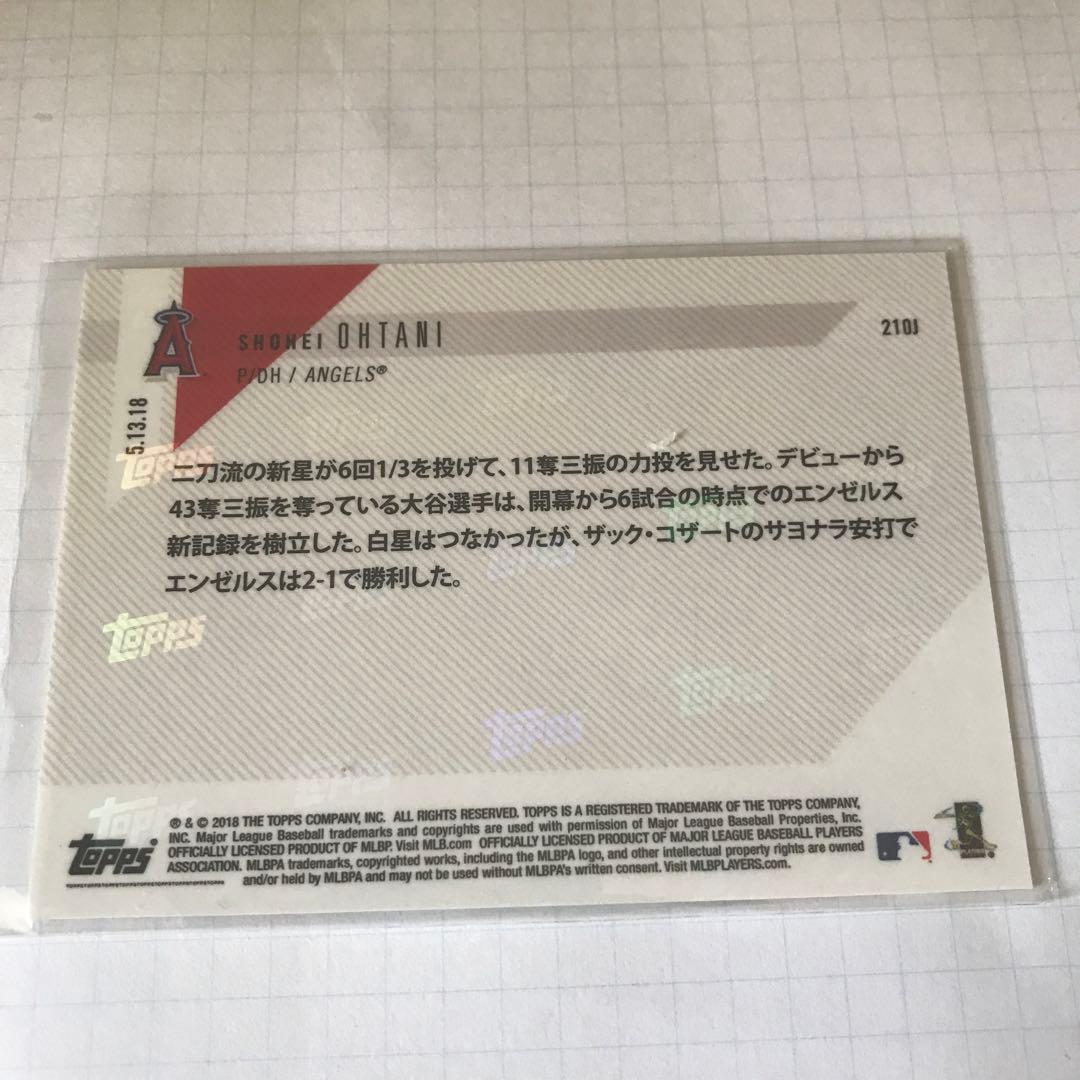 SHOHEI OHTANI
210J
P/DH / ANGELS®
A
5.13.18
二刀流の新星が6回1/3を投げて、11奪三振の力投を見せた。デビューから
43奪三振を奪っている大谷選手は、開幕から6試合の時点でのエンゼルス
新記録を樹立した。白星はつなかったが、ザック・コザートのサヨナラ安打で
エンゼルスは2-1で勝利した。
topps
topps
topps
topps
topps
topps
® & © 2018 THE TOPPS COMPANY, INC. ALL RIGHTS RESERVED. TOPPS IS A REGISTERED TRADEMARK OF THE TOPPS COMPANY,
INC. Major League Baseball trademarks and copyrights are used with permission of Major League Baseball Properties, Inc.
OFFICIALLY LICENSED PRODUCT OF MLBP. Visit MLB.com OFFICIALLY LICENSED PRODUCT OF MAJOR LEAGUE BASEBALL PLAYERS
ASSOCIATION. MLBPA trademarks, copyrighted works, including the MLBPA logo, and other intellectual property rights are owned
and/or held by MLBPA and may not be used without MLBPA's written consent. Visit MLBPLAYERS.com.